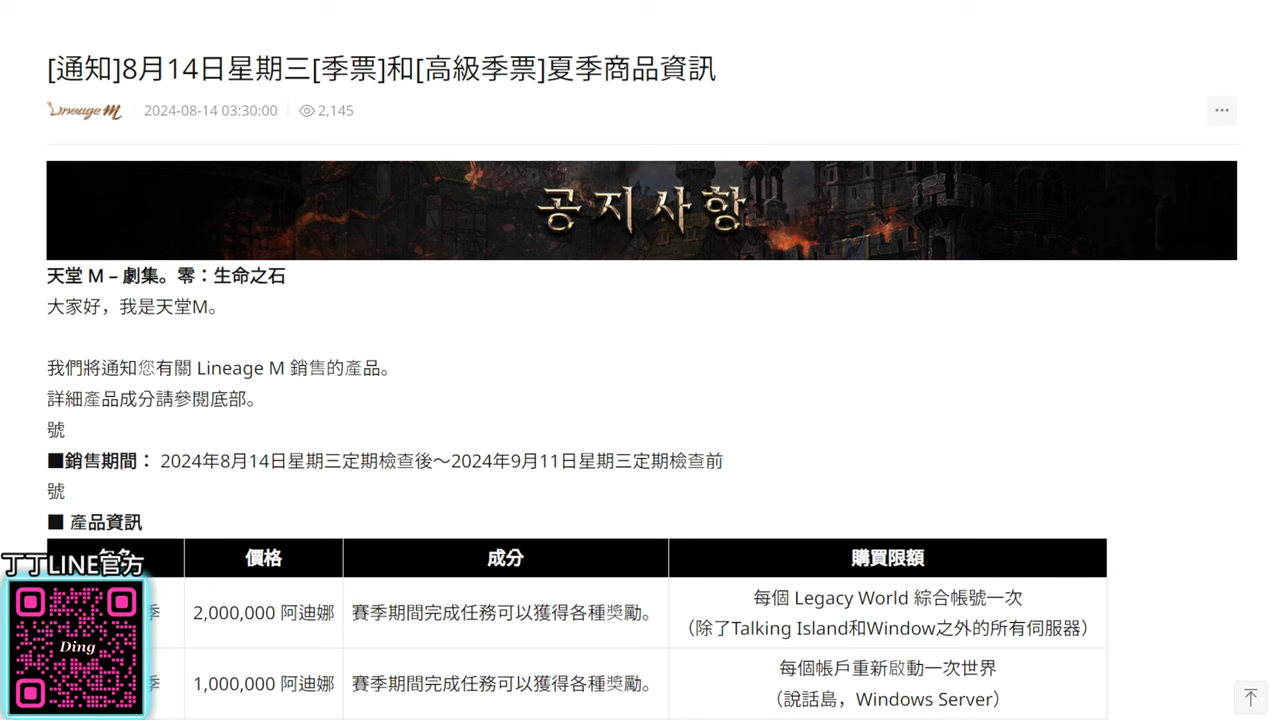 [通知]8月14日星期三[季票]和[高級季票]夏季商品資訊
Lineage M 2024-08-14 03:30:00 2,145
공지사항
天堂 M – 劇集。零：生命之石
大家好，我是天堂M。
我們將通知您有關 Lineage M 銷售的產品。
詳細產品成分請參閱底部。
號
■銷售期間： 2024年8月14日星期三定期檢查後～2024年9月11日星期三定期檢查前
號
■ 產品資訊
價格 成分 購買限額
丁丁LINE官方
季 2,000,000 阿迪娜 賽季期間完成任務可以獲得各種獎勵。 每個 Legacy World 綜合帳號一次
（除了Talking Island和Window之外的所有伺服器）
Ding
季 1,000,000 阿迪娜 賽季期間完成任務可以獲得各種獎勵。 每個帳戶重新啟動一次世界
（說話島，Windows Server）